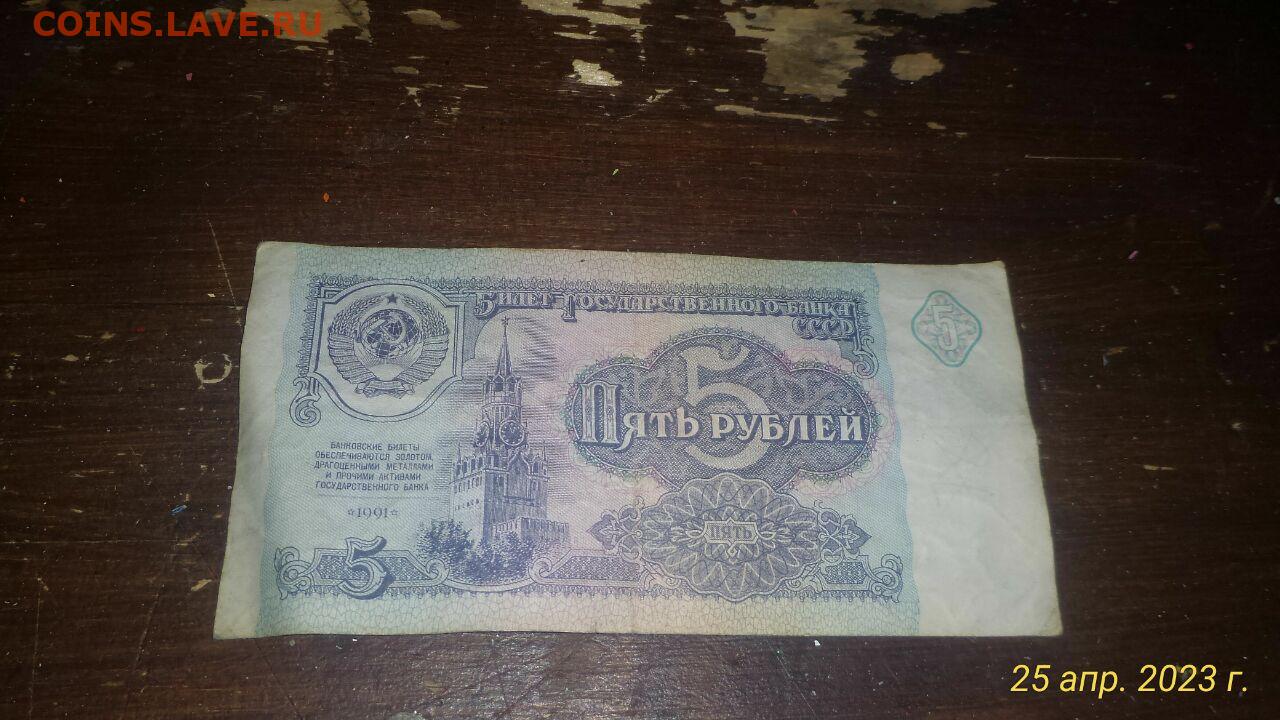 COINS.LAVE.RU
БИЛЕТ ГОСУДАРСТВЕННОГО БАНКА
СССР
5
5
ПЯТЬ РУБЛЕЙ
БАНКОВСКИЕ БИЛЕТЫ
ОБЕСПЕЧИВАЮТСЯ ЗОЛОТОМ,
ДРАГОЦЕННЫМИ МЕТАЛЛАМИ
И ПРОЧИМИ АКТИВАМИ
ГОСУДАРСТВЕННОГО БАНКА
☆1991☆
ПЯТЬ
5
25 апр. 2023 г.